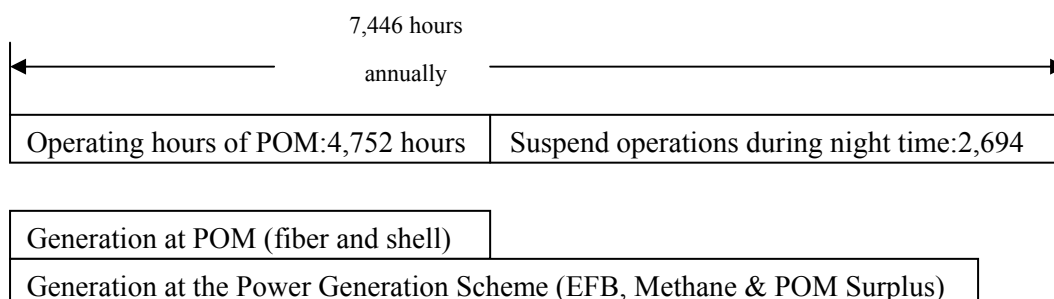 7,446 hours
annually
Operating hours of POM:4,752 hours
Suspend operations during night time:2,694
Generation at POM (fiber and shell)
Generation at the Power Generation Scheme (EFB, Methane & POM Surplus)